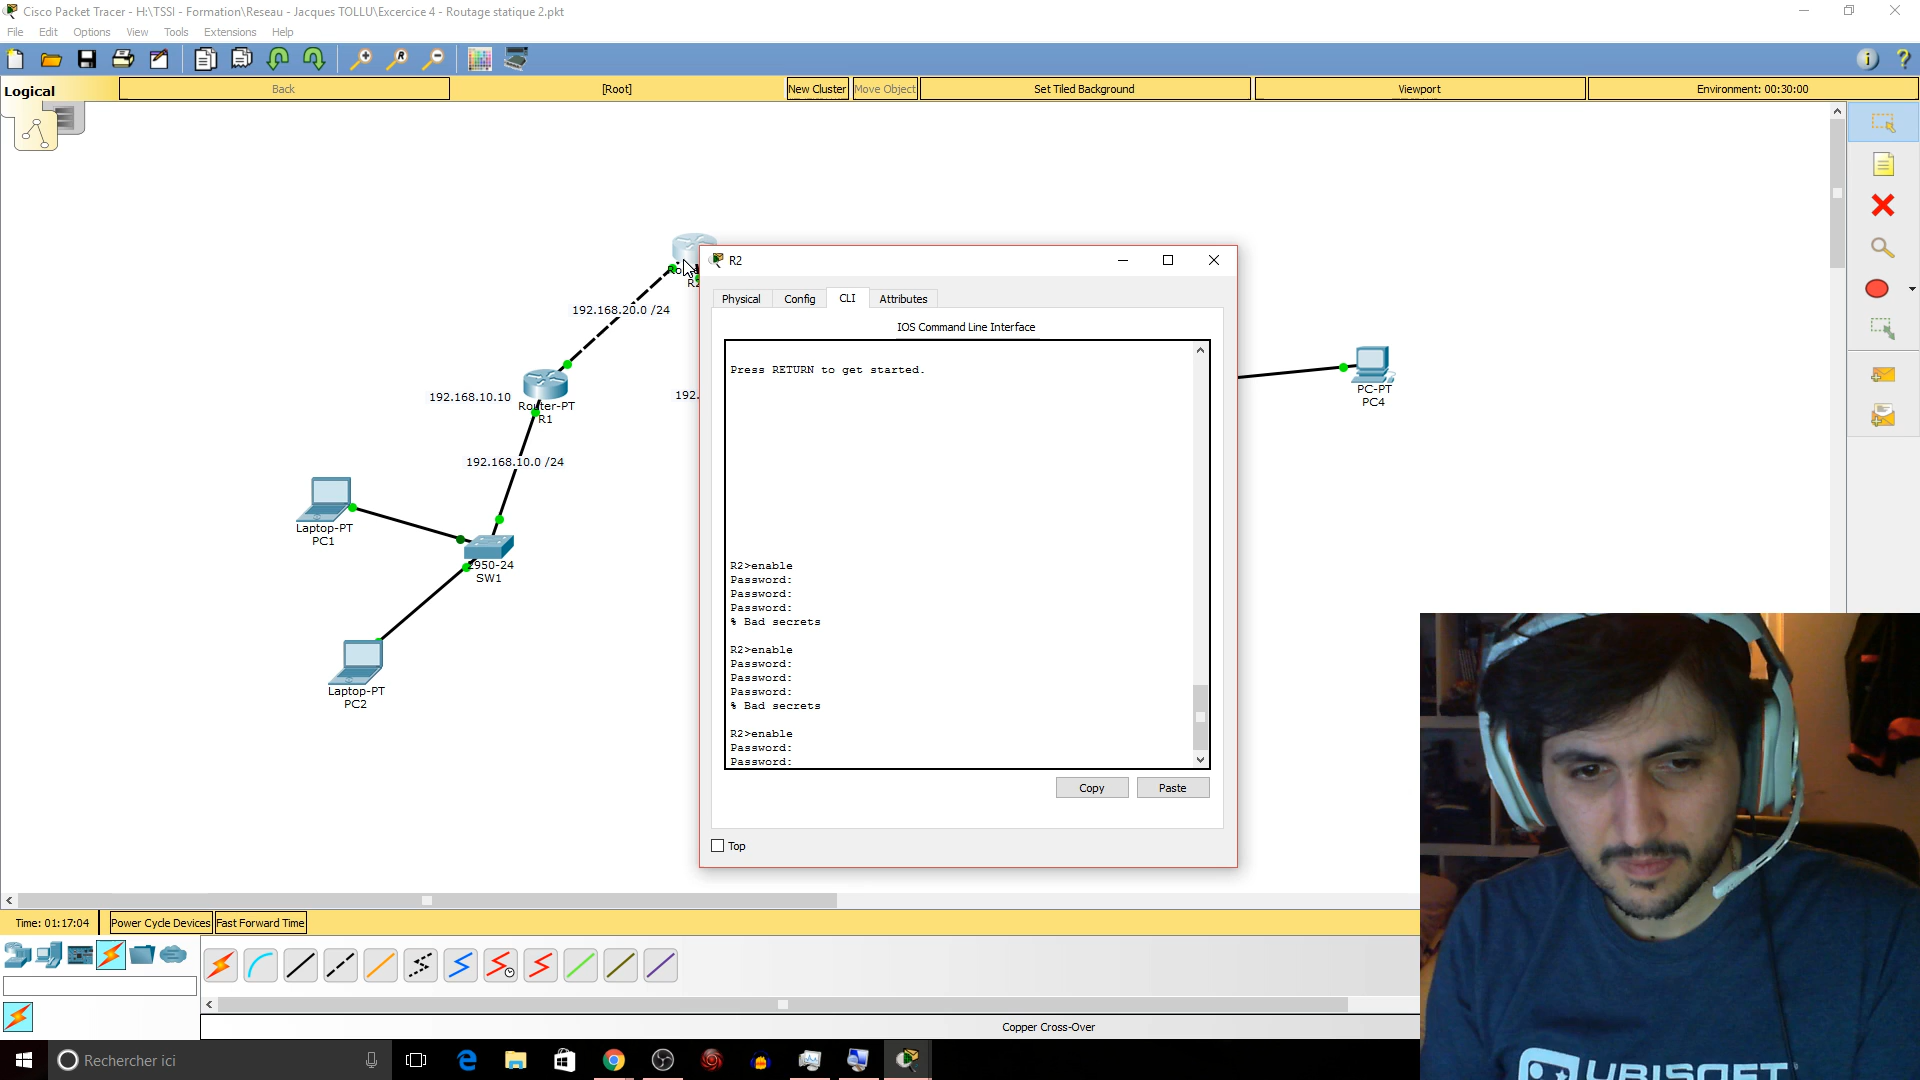 Cisco Packet Tracer - H:\TSSI - Formation\Reseau - Jacques TOLLU\Excercice 4 - Routage statique 2.pkt
File Edit Options View Tools Extensions Help
Logical
Back
[Root]
New Cluster
Move Object
Set Tiled Background
Viewport
Environment: 00:30:00
192.168.20.0 /24
192.168.10.10
Router-PT
R1
192.168.10.0 /24
192.
Laptop-PT
PC1
2950-24
SW1
Laptop-PT
PC2
PC-PT
PC4
R2
Physical Config CLI Attributes
IOS Command Line Interface
Press RETURN to get started.
R2>enable
Password:
Password:
Password:
% Bad secrets
R2>enable
Password:
Password:
Password:
% Bad secrets
R2>enable
Password:
Password:
Copy
Paste
Top
Time: 01:17:04
Power Cycle Devices
Fast Forward Time
Copper Cross-Over
Rechercher ici
UBISOFT